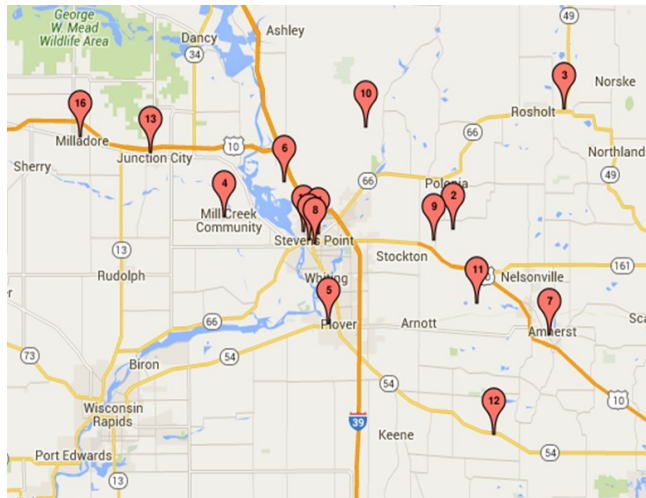 George
W. Mead
Wildlife Area
Dancy
Ashley
34
49
3
Norske
Rosholt
10
16
13
Milladore
Junction City
10
6
66
Northland
Sherry
49
4
66
Polonia
9
2
Mill Creek
Community
8
Stevens Point
Stockton
161
13
Rudolph
Whiting
11
Nelsonville
5
7
66
Plover
Arnott
Amherst
Sca
73
Biron
54
54
10
12
Wisconsin
Rapids
39
Keene
54
Port Edwards
13